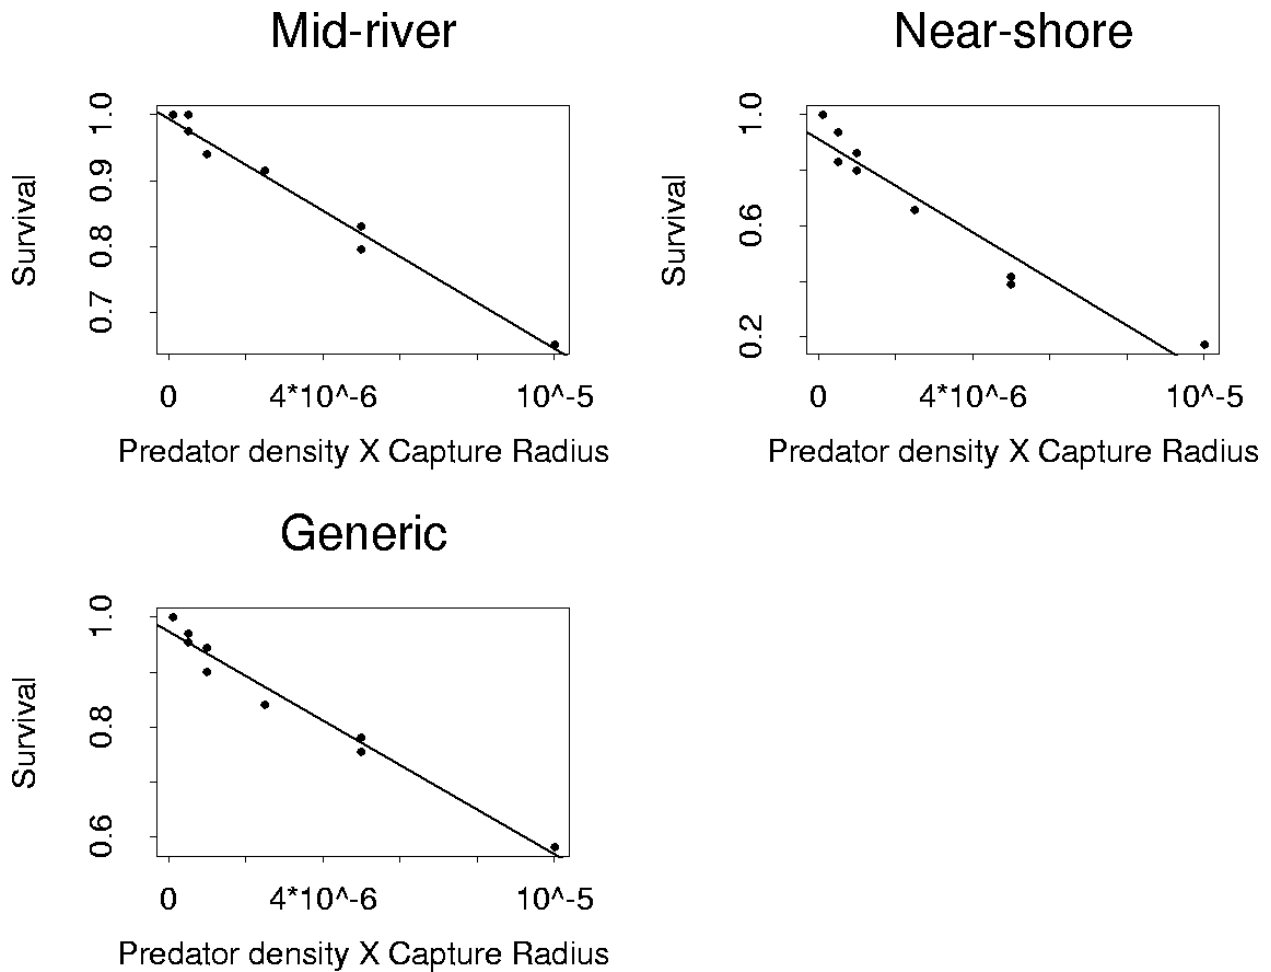 Mid-river
Survival
1.0
0.9
0.8
0.7
0 4*10^-6 10^-5
Predator density X Capture Radius
Near-shore
Survival
1.0
0.6
0.2
0 4*10^-6 10^-5
Predator density X Capture Radius
Generic
Survival
1.0
0.8
0.6
0 4*10^-6 10^-5
Predator density X Capture Radius